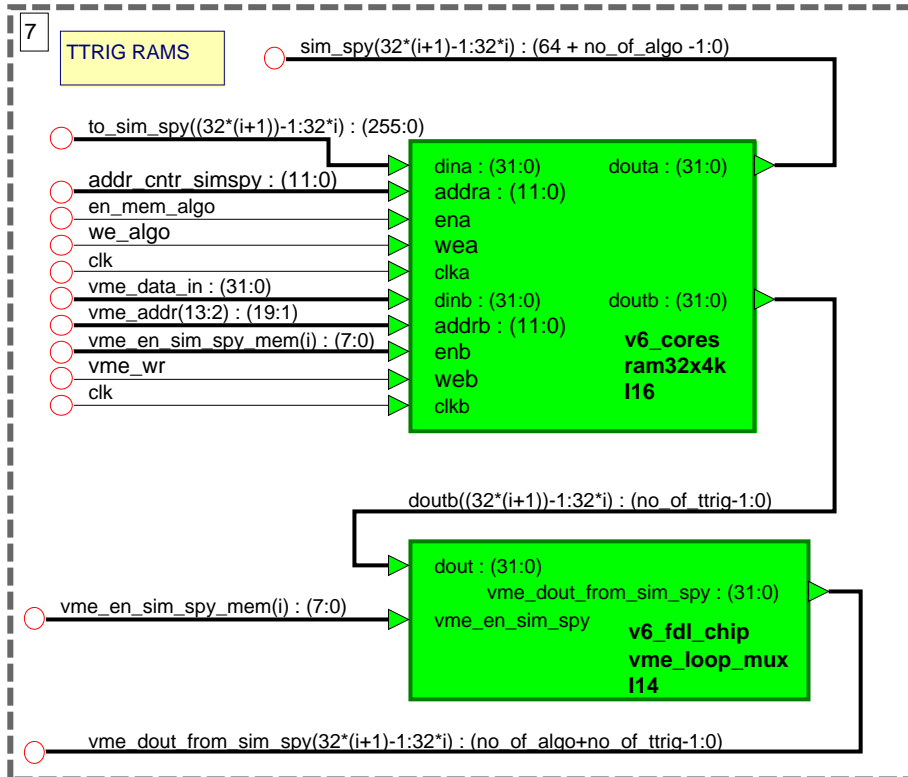 7
TTRIG RAMS
sim_spy(32*(i+1)-1:32*i) : (64 + no_of_algo -1:0)
to_sim_spy((32*(i+1))-1:32*i) : (255:0)
dina : (31:0)
douta : (31:0)
addr_cntr_simspy : (11:0)
addra : (11:0)
en_mem_algo
ena
we_algo
wea
clk
clka
vme_data_in : (31:0)
dinb : (31:0)
doutb : (31:0)
vme_addr(13:2) : (19:1)
addrb : (11:0)
vme_en_sim_spy_mem(i) : (7:0)
enb
v6_cores
vme_wr
web
ram32x4k
clk
clkb
I16
doutb((32*(i+1))-1:32*i) : (no_of_ttrig-1:0)
dout : (31:0)
vme_dout_from_sim_spy : (31:0)
vme_en_sim_spy_mem(i) : (7:0)
vme_en_sim_spy
v6_fdl_chip
vme_loop_mux
I14
vme_dout_from_sim_spy(32*(i+1)-1:32*i) : (no_of_algo+no_of_ttrig-1:0)